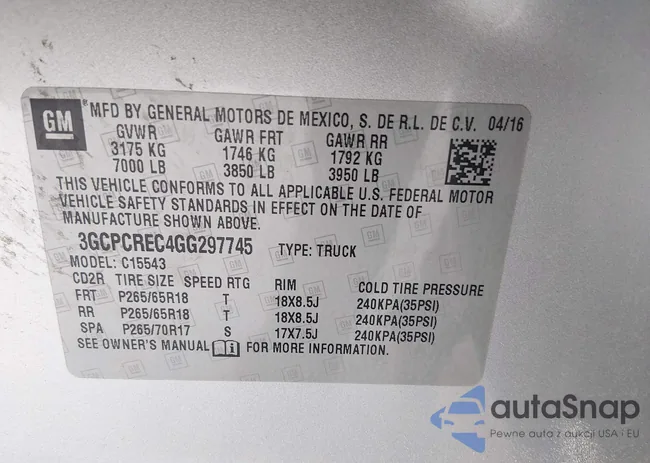 GM
MFD BY GENERAL MOTORS DE MEXICO, S. DE R.L. DE C.V. 04/16
GVWR GAWR FRT GAWR RR
3175 KG 1746 KG 1792 KG
7000 LB 3850 LB 3950 LB
THIS VEHICLE CONFORMS TO ALL APPLICABLE U.S. FEDERAL MOTOR
VEHICLE SAFETY STANDARDS IN EFFECT ON THE DATE OF
MANUFACTURE SHOWN ABOVE.
3GCPCREC4GG297745 TYPE: TRUCK
MODEL: C15543
CD2R TIRE SIZE SPEED RTG RIM COLD TIRE PRESSURE
FRT P265/65R18 T 18X8.5J 240KPA(35PSI)
RR P265/65R18 T 18X8.5J 240KPA(35PSI)
SPA P265/70R17 S 17X7.5J 240KPA(35PSI)
SEE OWNER'S MANUAL FOR MORE INFORMATION.
autaSnap
Pewne auta z aukcji USA i EU